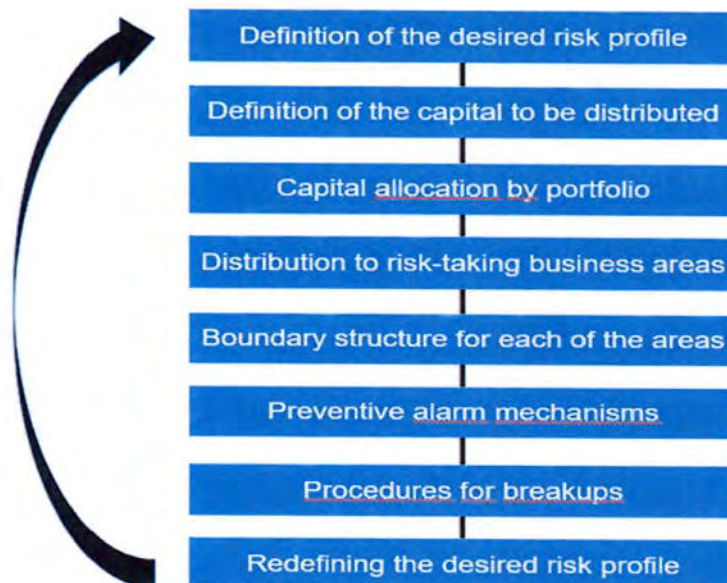 Definition of the desired risk profile
Definition of the capital to be distributed
Capital allocation by portfolio
Distribution to risk-taking business areas
Boundary structure for each of the areas
Preventive alarm mechanisms
Procedures for breakups
Redefining the desired risk profile